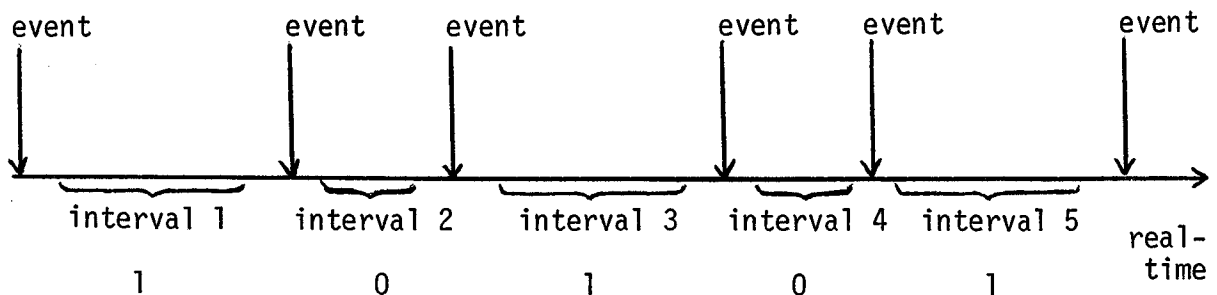 event event event event event event
interval 1 interval 2 interval 3 interval 4 interval 5
real-
time
1 0 1 0 1